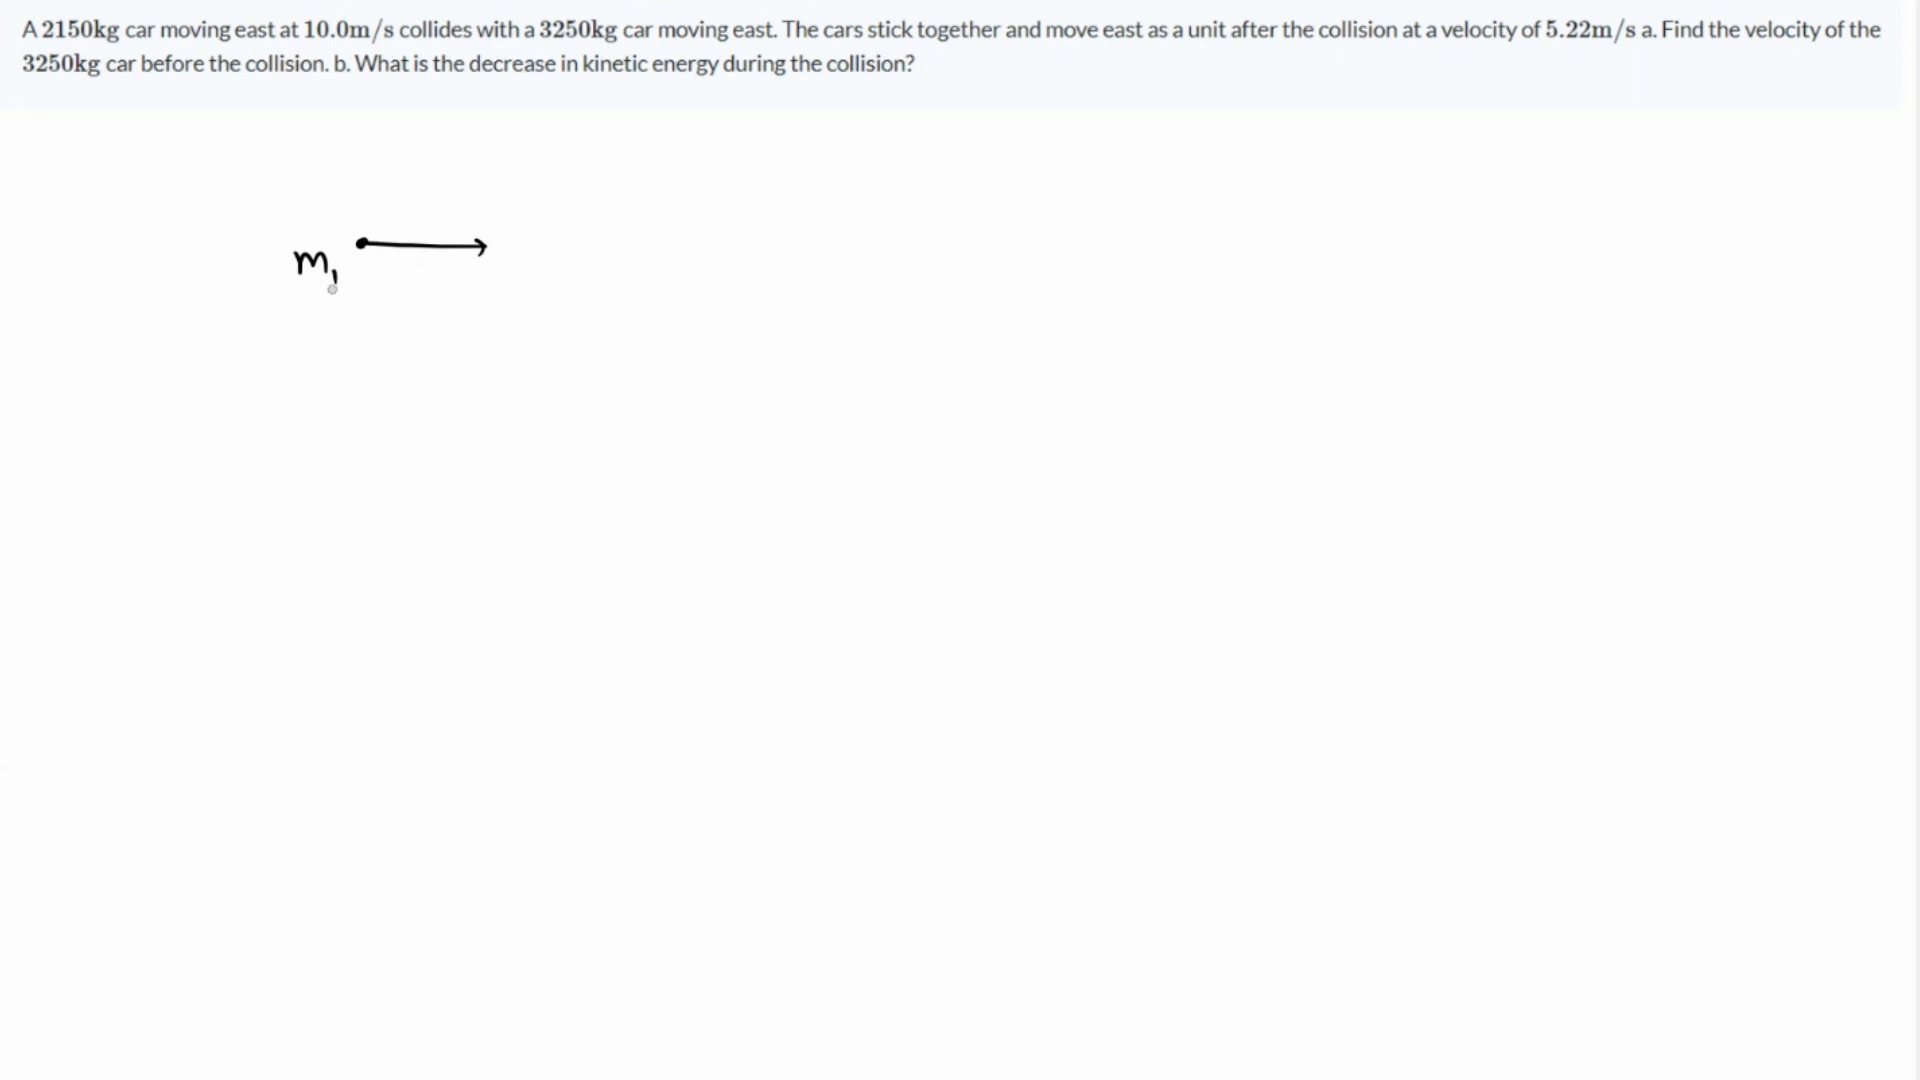 A 2150kg car moving east at 10.0m/s collides with a 3250kg car moving east. The cars stick together and move east as a unit after the collision at a velocity of 5.22m/s a. Find the velocity of the
3250kg car before the collision. b. What is the decrease in kinetic energy during the collision?
m₁